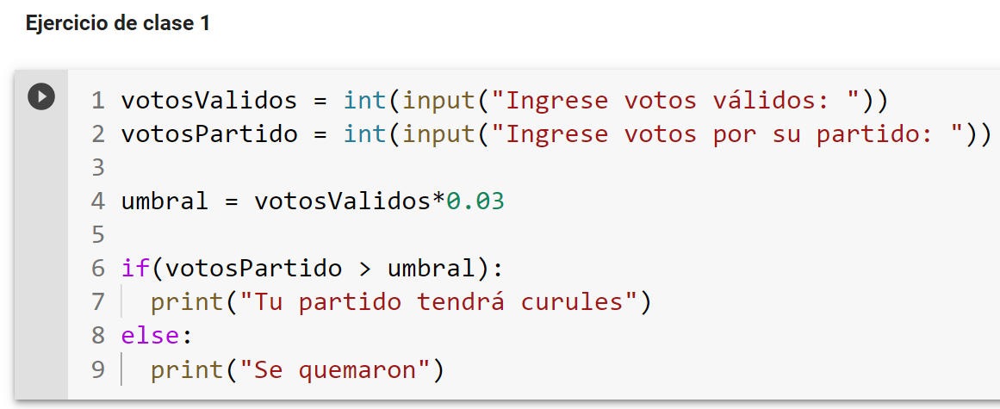 Ejercicio de clase 1
1 votosValidos = int(input("Ingrese votos válidos: "))
2 votosPartido = int(input("Ingrese votos por su partido: "))
3
4 umbral = votosValidos*0.03
5
6 if(votosPartido > umbral):
7   print("Tu partido tendrá curules")
8 else:
9   print("Se quemaron")